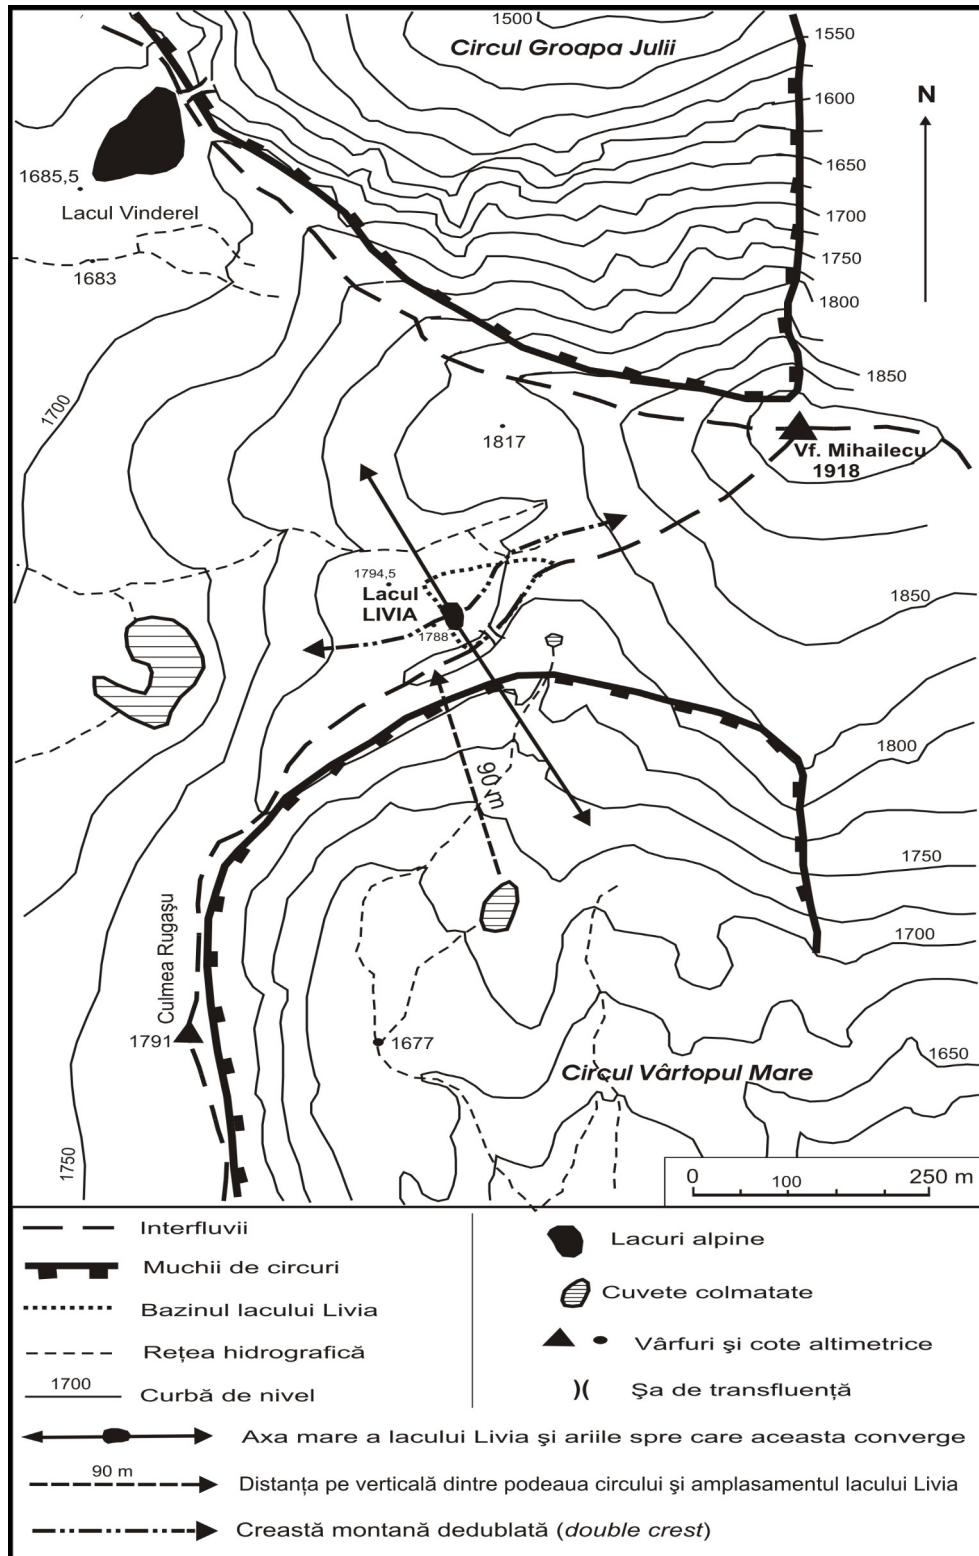 1500
Circul Groapa Julii
1550
1600
N
1650
1685,5
Lacul Vinderel
1700
1683
1750
1800
1850
1700
1817
Vf. Mihailecu
1918
1794,5
Lacul
LIVIA
1788
1850
90 m
1800
1750
1700
Culmea Rugaşu
1791
1677
1650
Circul Vârtopul Mare
1750
0 100 250 m
Interfluvii
Muchii de circuri
Bazinul lacului Livia
Reţea hidrografică
1700
Curbă de nivel
Lacuri alpine
Cuvete colmatate
Vârfuri şi cote altimetrice
Şa de transfluenţă
Axa mare a lacului Livia şi ariile spre care aceasta converge
90 m
Distanţa pe verticală dintre podeaua circului şi amplasamentul lacului Livia
Creastă montană dedublată (double crest)